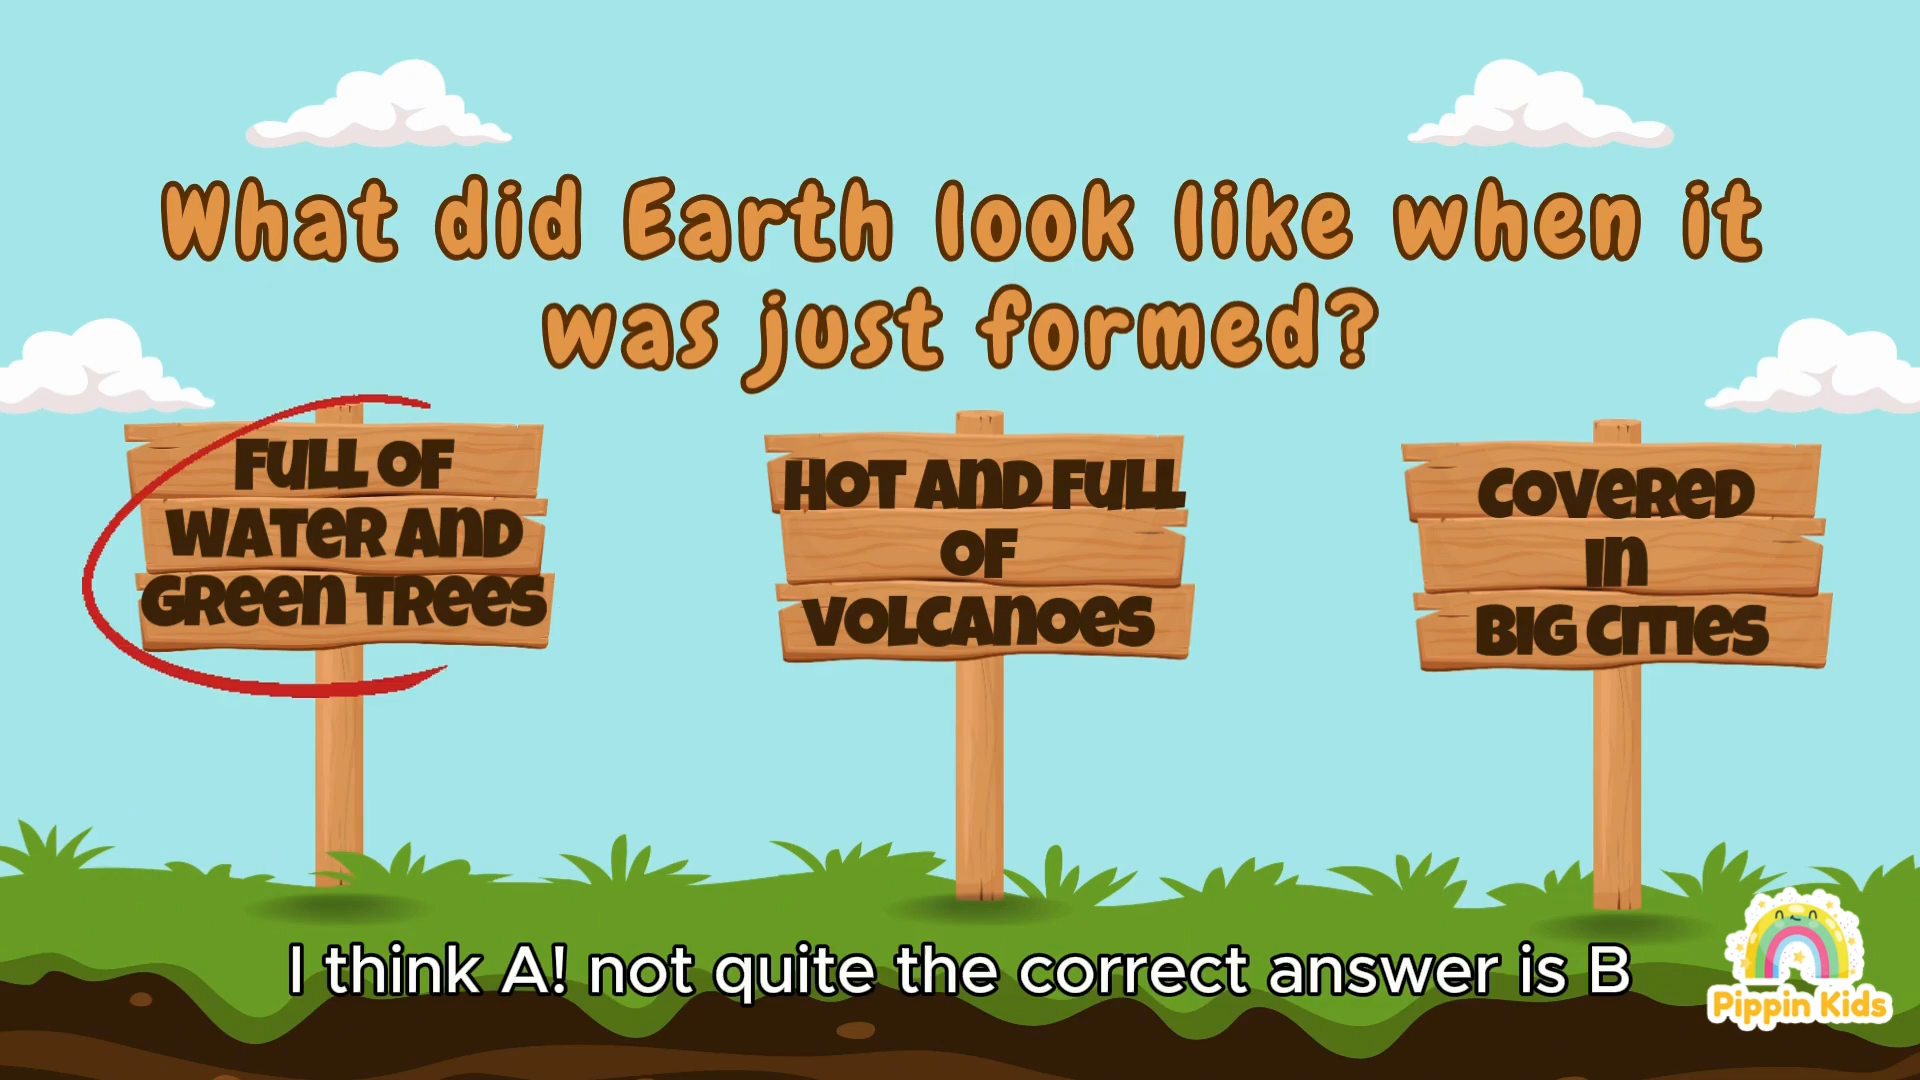 What did Earth look like when it
was just formed?
FULL OF
WATER AND
GREEN TREES
HOT AND FULL
OF
VOLCANOES
COVERED
IN
BIG CITIES
I think A! not quite the correct answer is B
Pippin Kids